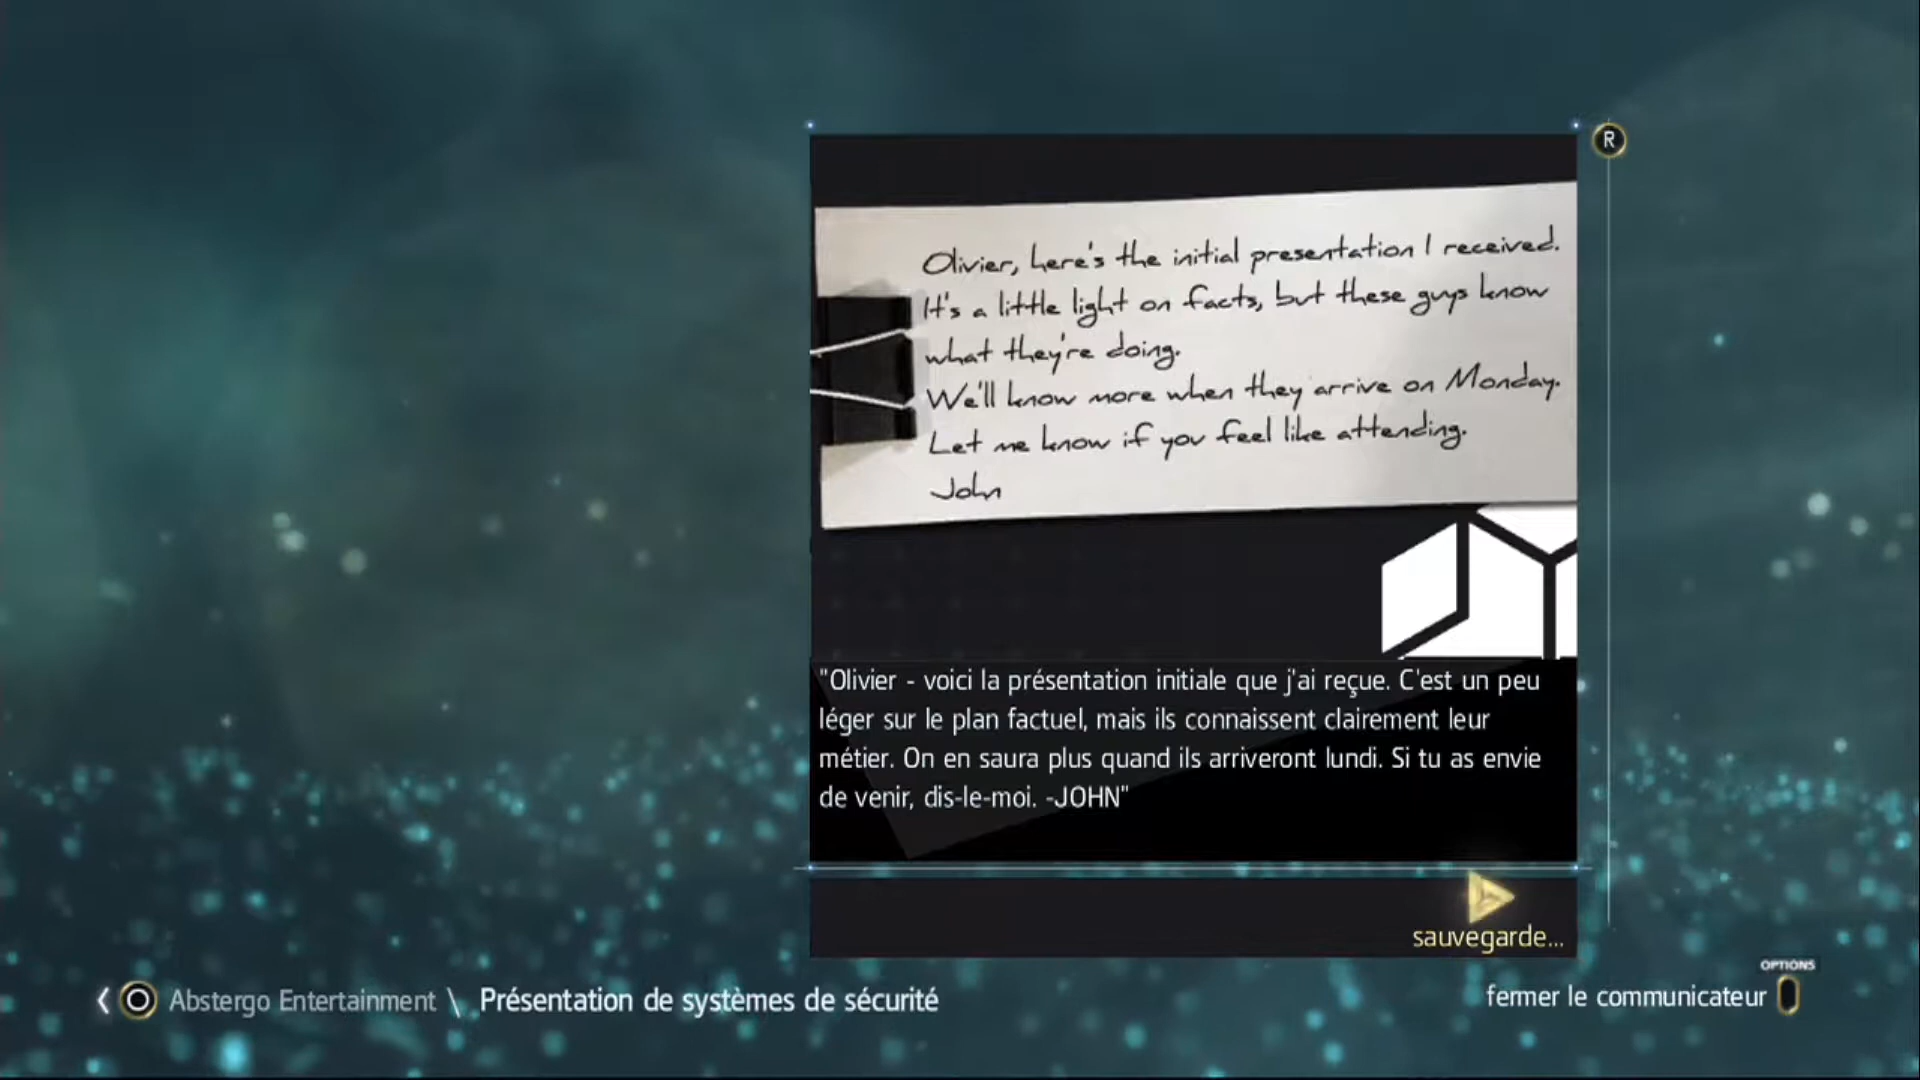 R
Olivier, here's the initial presentation I received.
It's a little light on facts, but these guys know
what they're doing.
We'll know more when they arrive on Monday.
Let me know if you feel like attending.
John
"Olivier - voici la présentation initiale que j'ai reçue. C'est un peu
léger sur le plan factuel, mais ils connaissent clairement leur
métier. On en saura plus quand ils arriveront lundi. Si tu as envie
de venir, dis-le-moi. -JOHN"
sauvegarde...
Abstergo Entertainment \ Présentation de systèmes de sécurité
OPTIONS
fermer le communicateur